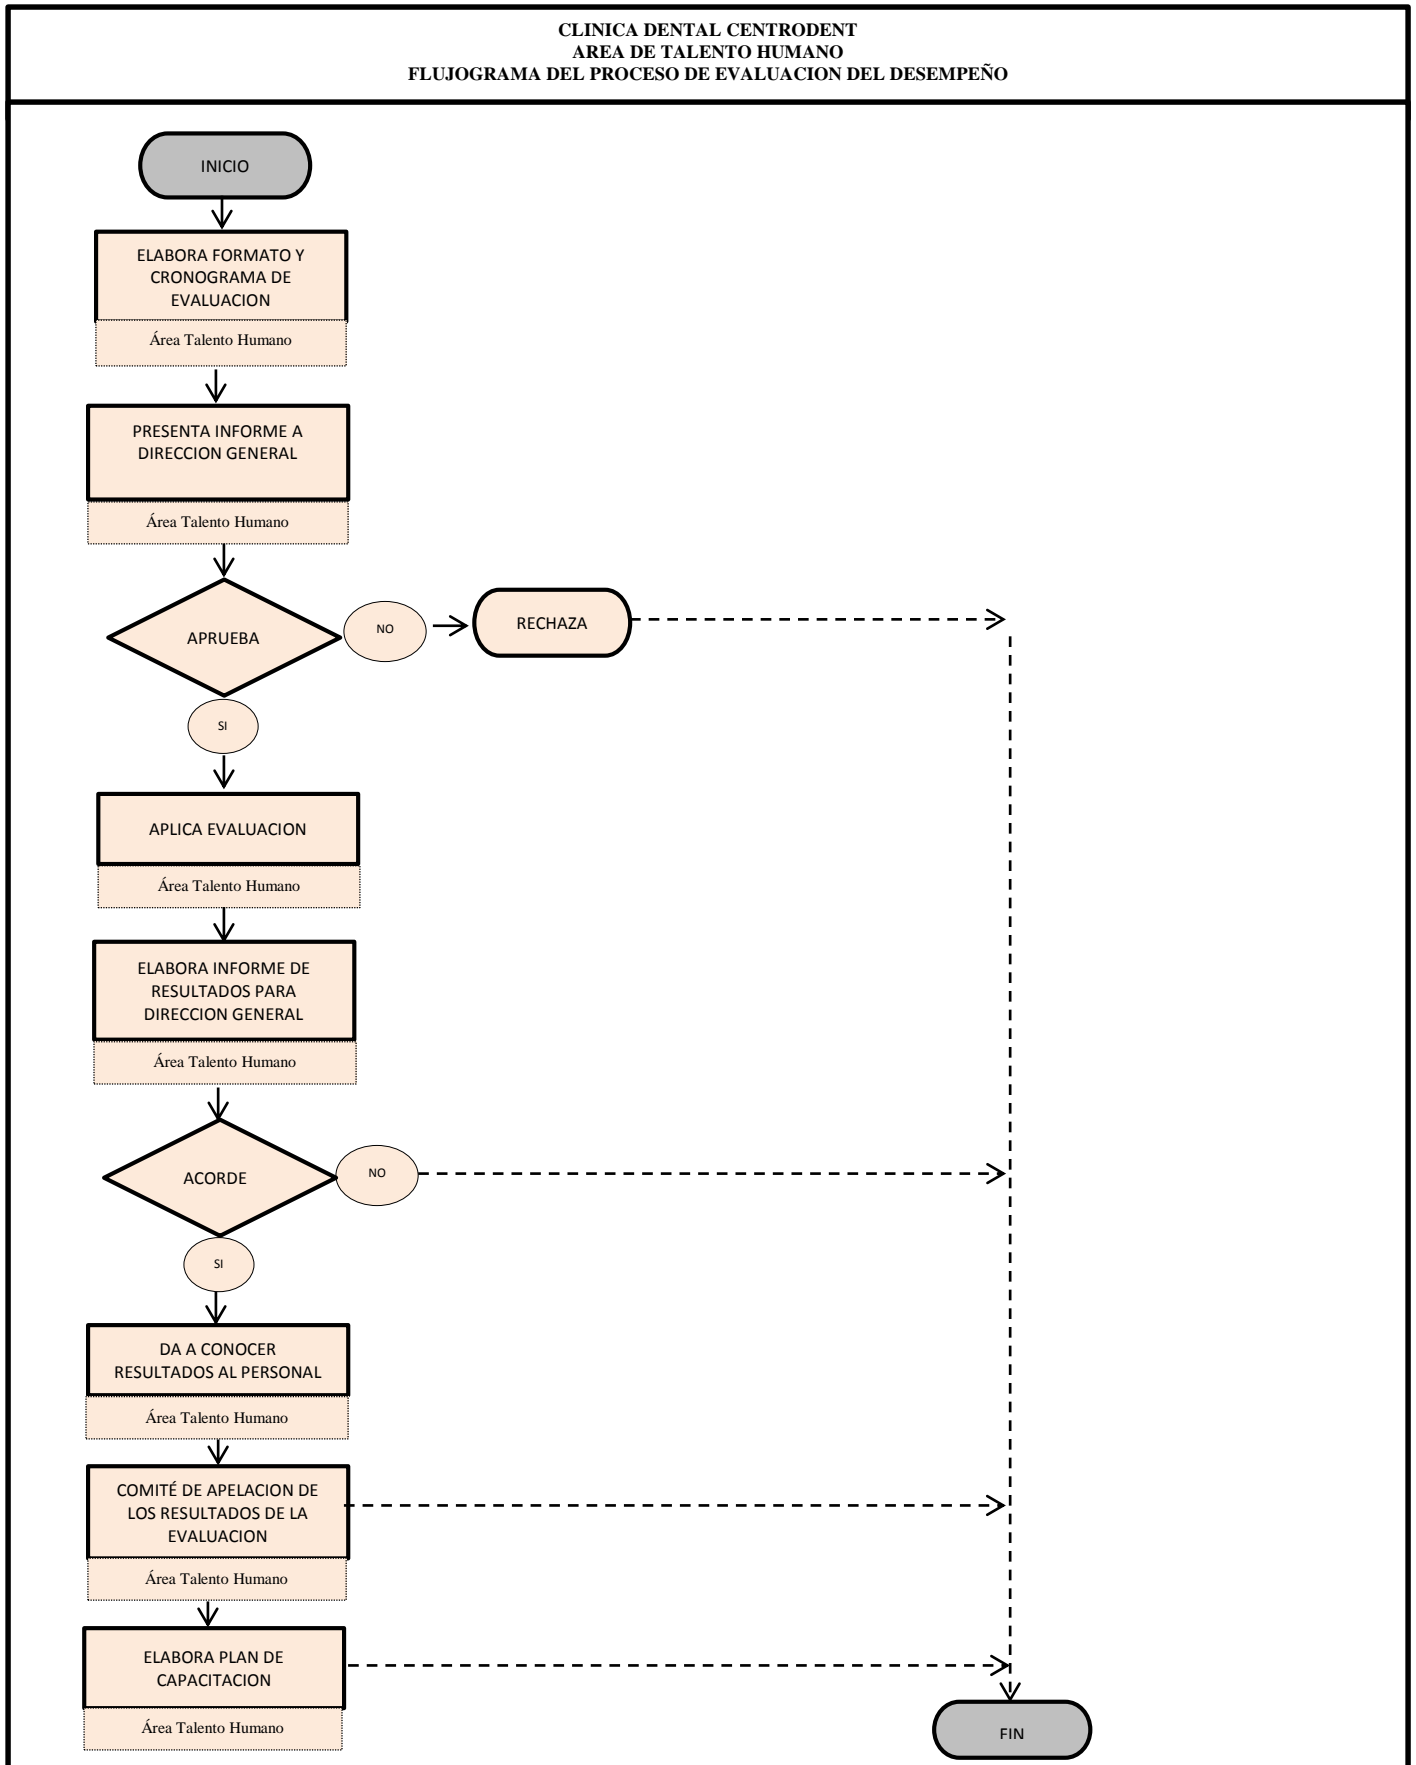 CLINICA DENTAL CENTRODENT
AREA DE TALENTO HUMANO
FLUJOGRAMA DEL PROCESO DE EVALUACION DEL DESEMPEÑO
INICIO
ELABORA FORMATO Y
CRONOGRAMA DE
EVALUACION
Área Talento Humano
PRESENTA INFORME A
DIRECCION GENERAL
Área Talento Humano
APRUEBA
NO
RECHAZA
SI
APLICA EVALUACION
Área Talento Humano
ELABORA INFORME DE
RESULTADOS PARA
DIRECCION GENERAL
Área Talento Humano
ACORDE
NO
SI
DA A CONOCER
RESULTADOS AL PERSONAL
Área Talento Humano
COMITÉ DE APELACION DE
LOS RESULTADOS DE LA
EVALUACION
Área Talento Humano
ELABORA PLAN DE
CAPACITACION
Área Talento Humano
FIN